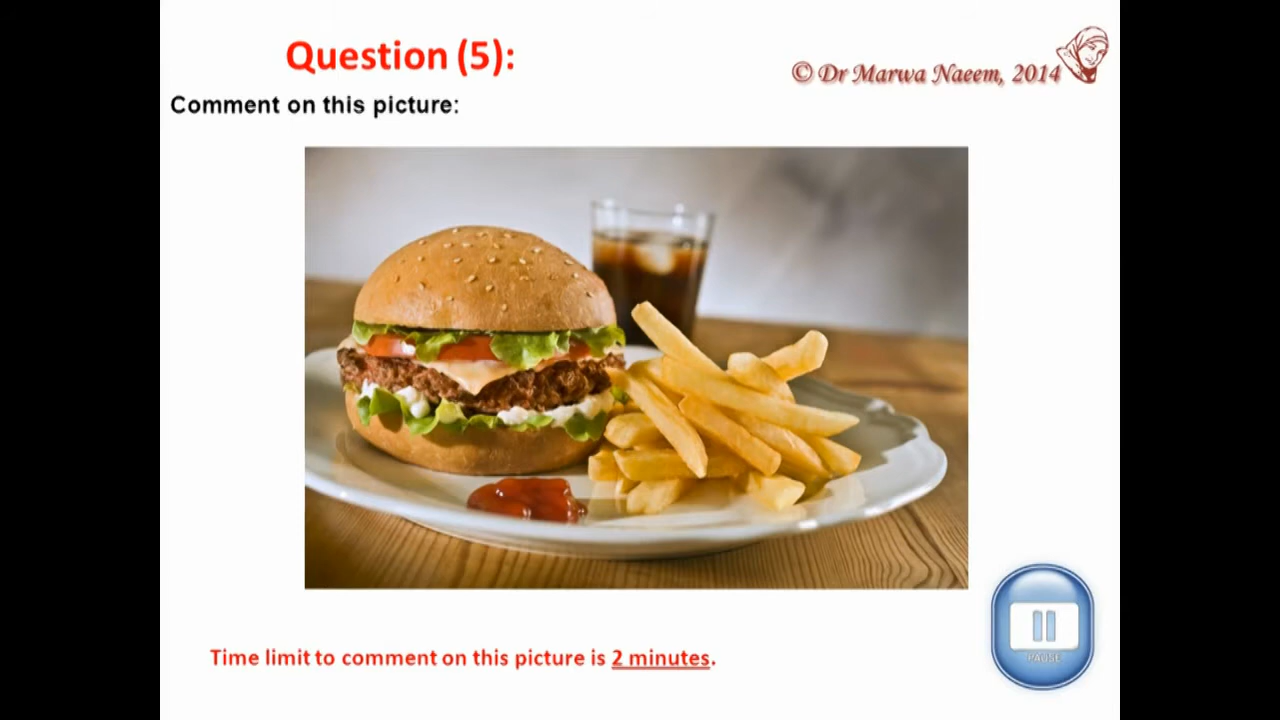 Question (5):
© Dr Marwa Naeem, 2014
Comment on this picture:
Time limit to comment on this picture is 2 minutes.
PAUSE